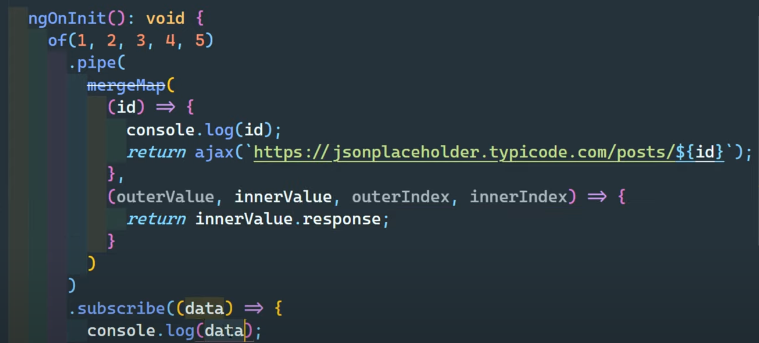 ngOnInit(): void {
of(1, 2, 3, 4, 5)
.pipe(
mergeMap(
(id) => {
console.log(id);
return ajax(`https://jsonplaceholder.typicode.com/posts/${id}`);
},
(outerValue, innerValue, outerIndex, innerIndex) => {
return innerValue.response;
}
)
)
.subscribe((data) => {
console.log(data);